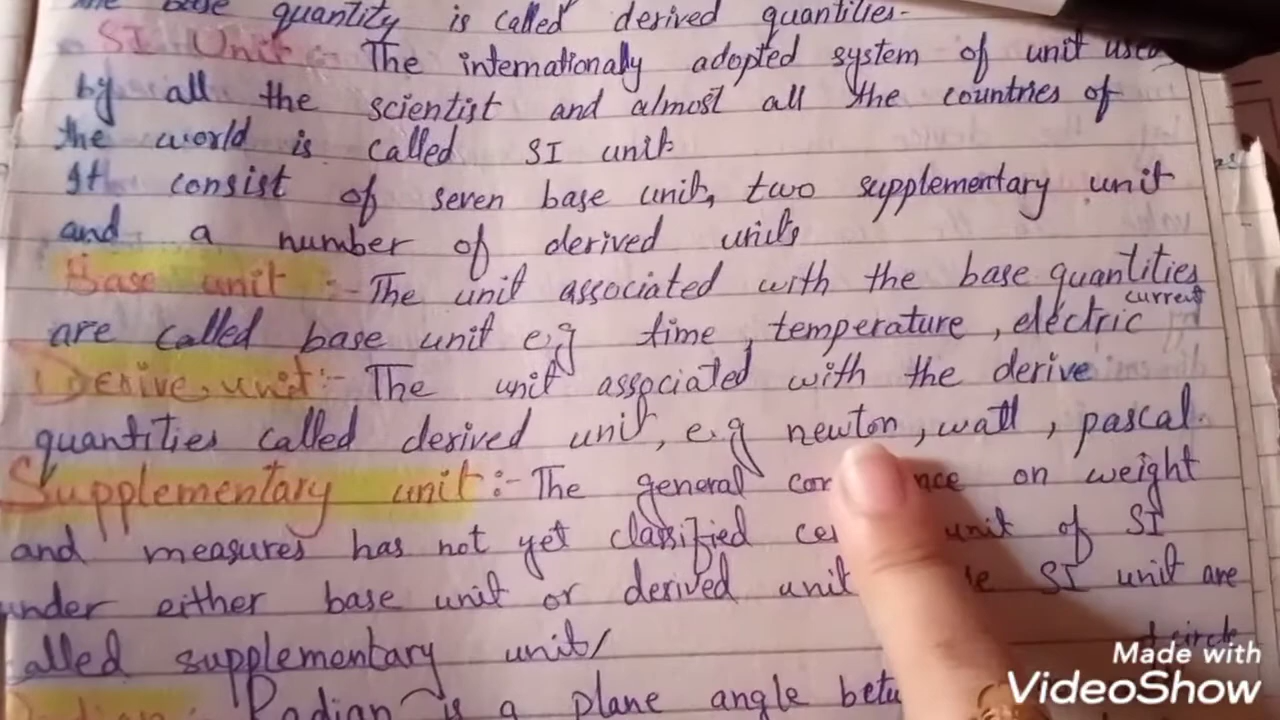 base quantity is called derived quantities-
SI Unit :- The internationally adopted system of unit used
by all the scientist and almost all the countries of
the world is called SI unit.
It consist of seven base unit, two supplementary unit
and a number of derived units
Base unit :- The unit associated with the base quantities
are called base unit e.g time, temperature, electric current
Derive unit:- The unit associated with the derive
quantities called derived unit, e.g newton, watt, pascal.
Supplementary unit :- The general on weight
and measures has not yet classified unit of SI
under either base unit or derived unit SI unit are
called supplementary unit/
circle
Radian is a plane angle
Made with
VideoShow